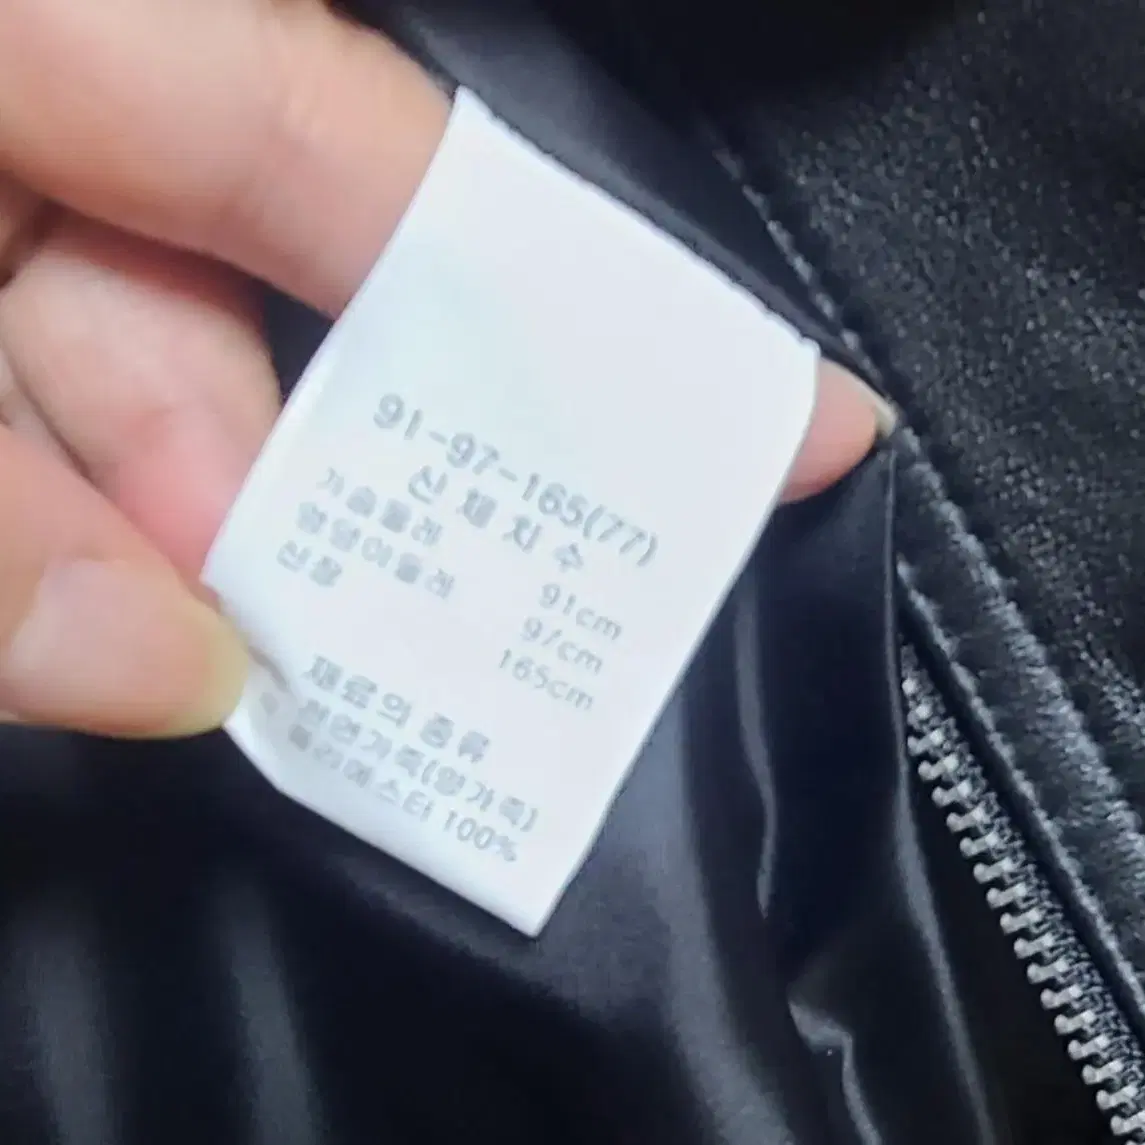 91-97-165(77)
신 체 치 수
가슴둘레 91cm
엉덩이둘레 97cm
신장 165cm
재료의 종류
천연가죽(양가죽)
폴리에스터 100%